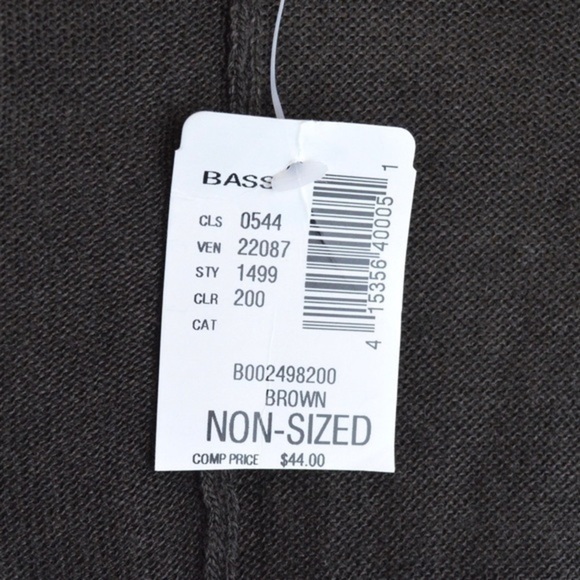 BASS
CLS 0544
VEN 22087
STY 1499
CLR 200
CAT
4 15356 40005 1
B002498200
BROWN
NON-SIZED
COMP PRICE $44.00